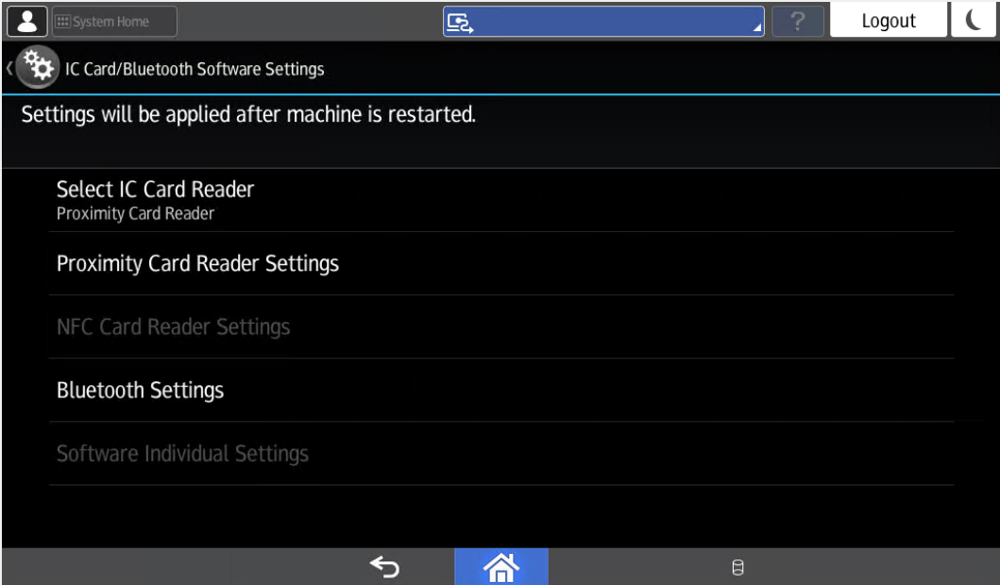 System Home
?
Logout
IC Card/Bluetooth Software Settings
Settings will be applied after machine is restarted.
Select IC Card Reader
Proximity Card Reader
Proximity Card Reader Settings
NFC Card Reader Settings
Bluetooth Settings
Software Individual Settings